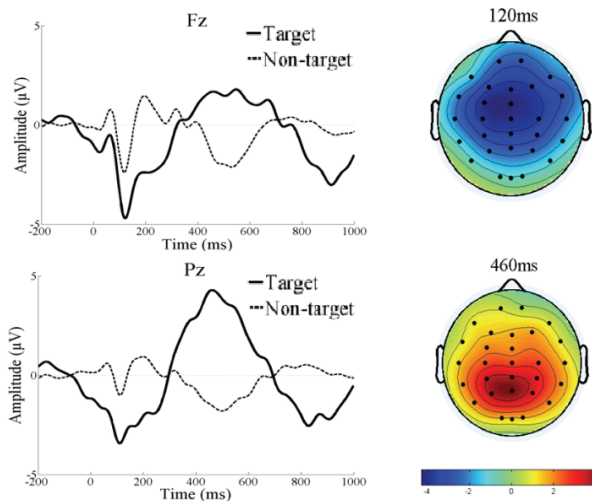 Fz
Target
Non-target
Amplitude (µV)
5
0
-5
-200 0 200 400 600 800 1000
Time (ms)
120ms
Pz
Target
Non-target
Amplitude (µV)
5
0
-5
-200 0 200 400 600 800 1000
Time (ms)
460ms
-4 -2 0 2